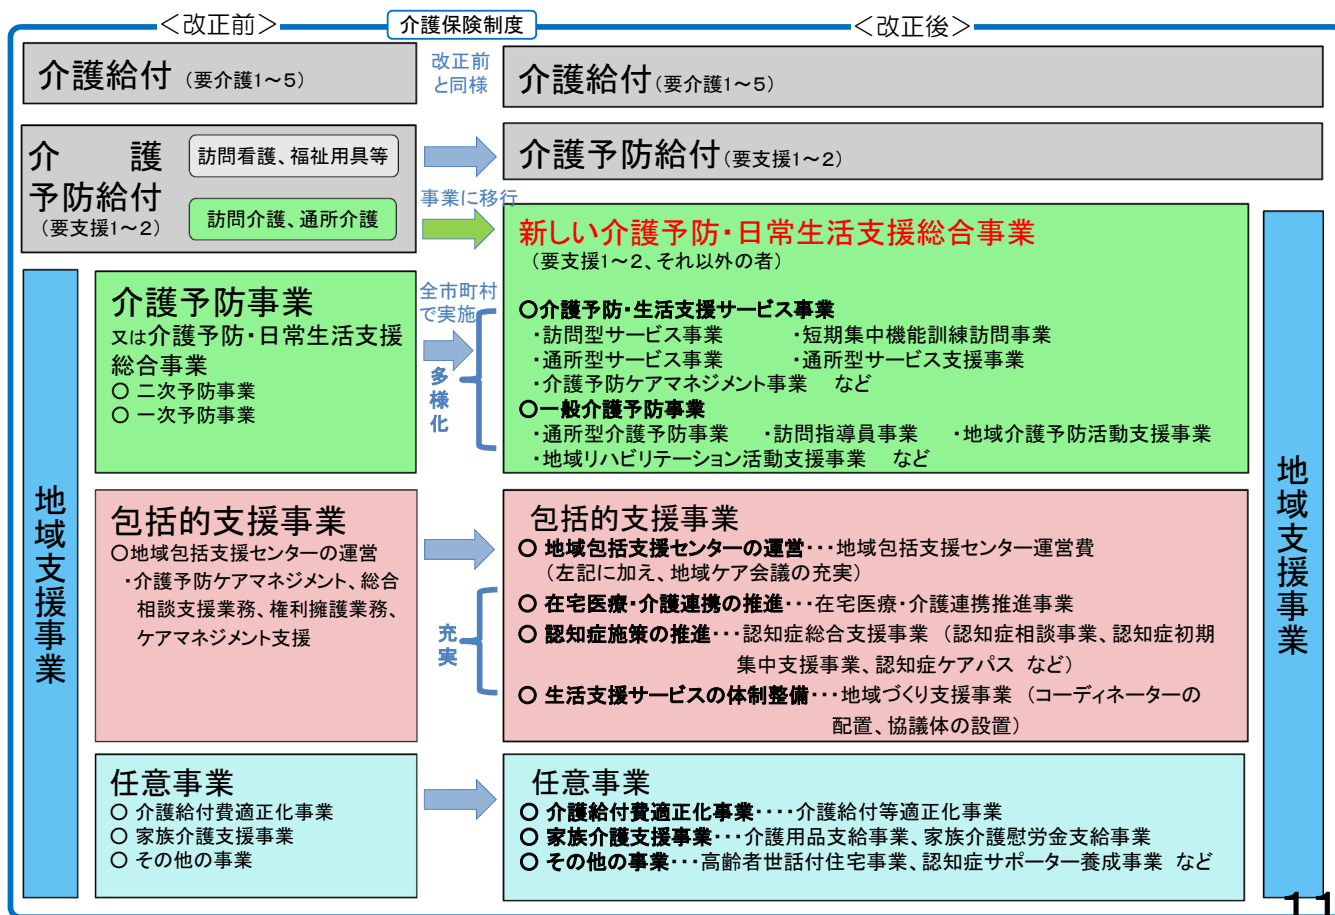 <改正前>
介護保険制度
<改正後>
介護給付（要介護1～5）
改正前
と同様
介護給付（要介護1～5）
介　護
予防給付
（要支援1～2）
訪問看護、福祉用具等
訪問介護、通所介護
介護予防給付（要支援1～2）
事業に移行
新しい介護予防・日常生活支援総合事業
（要支援1～2、それ以外の者）
○介護予防・生活支援サービス事業
・訪問型サービス事業　・短期集中機能訓練訪問事業
・通所型サービス事業　・通所型サービス支援事業
・介護予防ケアマネジメント事業　など
○一般介護予防事業
・通所型介護予防事業　・訪問指導員事業　・地域介護予防活動支援事業
・地域リハビリテーション活動支援事業　など
介護予防事業
又は介護予防・日常生活支援
総合事業
○ 二次予防事業
○ 一次予防事業
全市町村
で実施
多様化
地域支援事業
地域支援事業
包括的支援事業
○地域包括支援センターの運営
・介護予防ケアマネジメント、総合
相談支援業務、権利擁護業務、
ケアマネジメント支援
充実
包括的支援事業
○ 地域包括支援センターの運営・・・地域包括支援センター運営費
（左記に加え、地域ケア会議の充実）
○ 在宅医療・介護連携の推進・・・在宅医療・介護連携推進事業
○ 認知症施策の推進・・・認知症総合支援事業（認知症相談事業、認知症初期
集中支援事業、認知症ケアパス など）
○ 生活支援サービスの体制整備・・・地域づくり支援事業（コーディネーターの
配置、協議体の設置）
任意事業
○ 介護給付費適正化事業
○ 家族介護支援事業
○ その他の事業
任意事業
○ 介護給付費適正化事業・・・・介護給付等適正化事業
○ 家族介護支援事業・・・介護用品支給事業、家族介護慰労金支給事業
○ その他の事業・・・高齢者世話付住宅事業、認知症サポーター養成事業 など
11